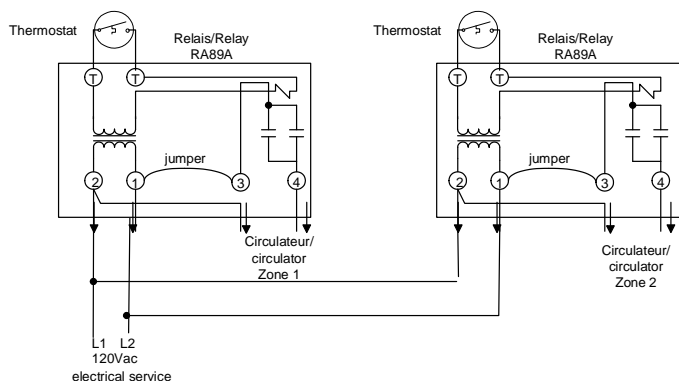 Thermostat
Relais/Relay
RA89A
T
T
jumper
2
1
3
4
Circulateur/
circulator
Zone 1
Thermostat
Relais/Relay
RA89A
T
T
jumper
2
1
3
4
Circulateur/
circulator
Zone 2
L1 L2
120Vac
electrical service